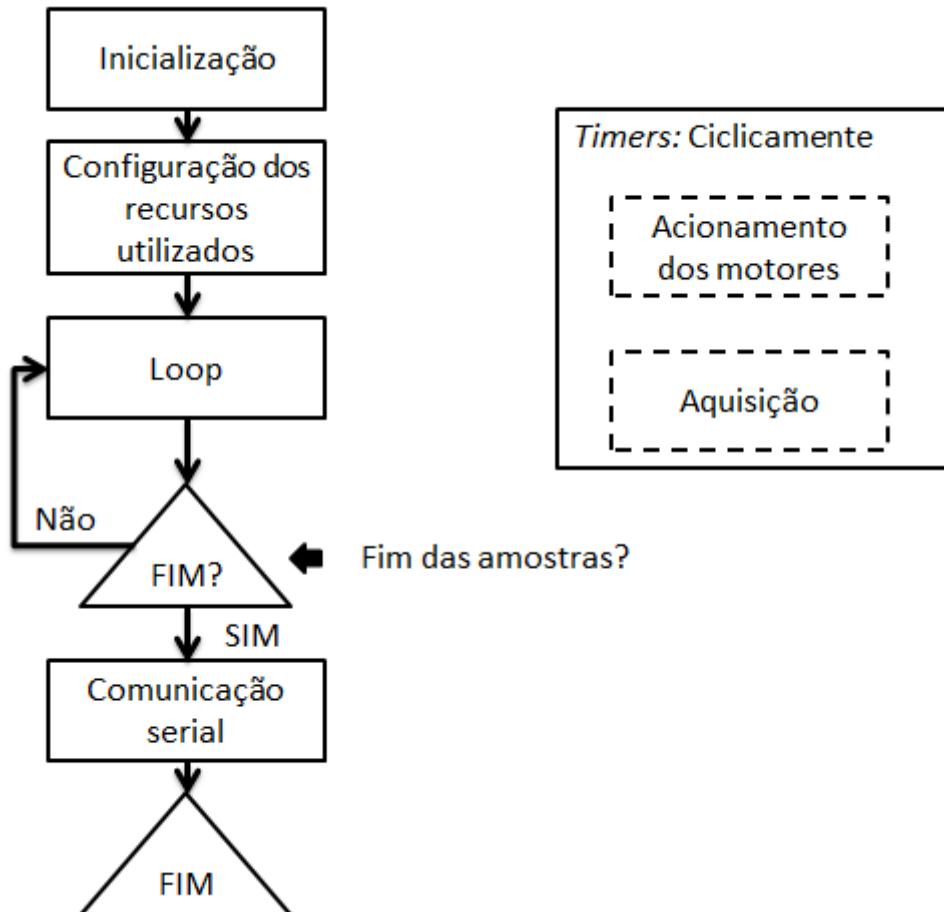 Inicialização
Configuração dos
recursos
utilizados
Loop
Não
FIM?
Fim das amostras?
SIM
Comunicação
serial
FIM
Timers: Ciclicamente
Acionamento
dos motores
Aquisição